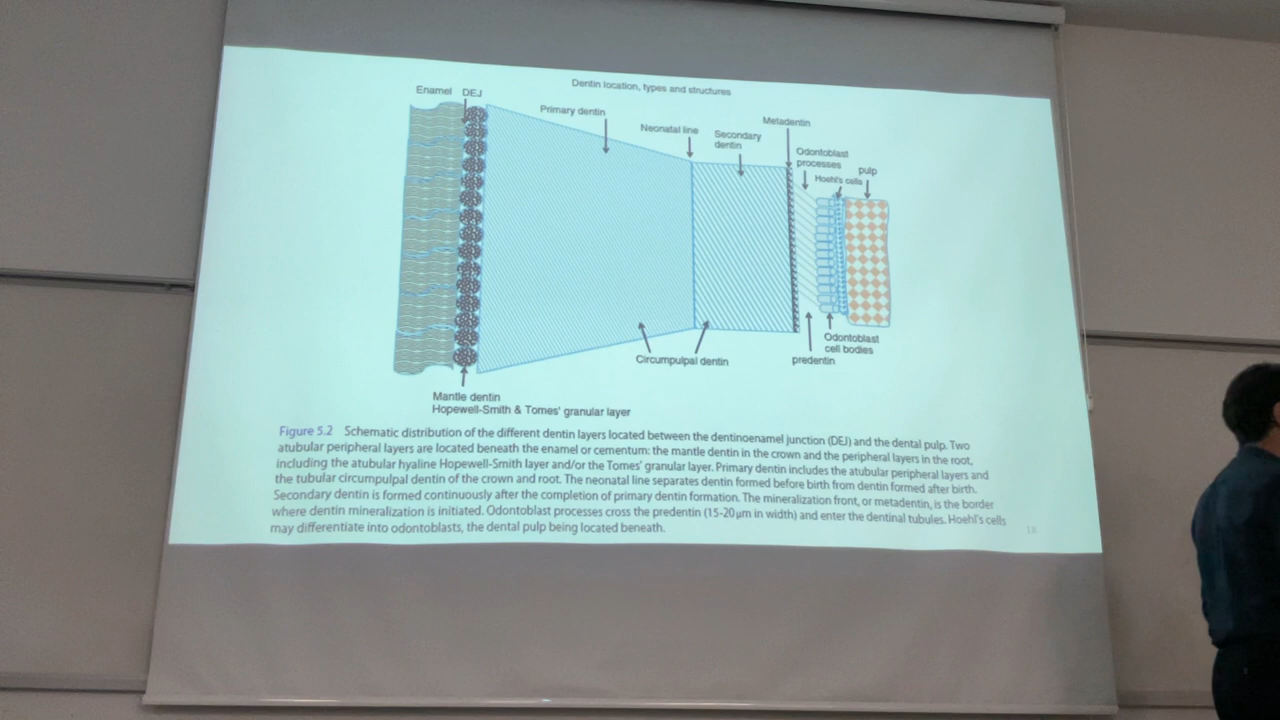 Dentin location, types and structures
Enamel DEJ
Primary dentin
Neonatal line
Secondary
dentin
Metadentin
Odontoblast
processes
Hoehl's cells
pulp
Circumpulpal dentin
predentin
Odontoblast
cell bodies
Mantle dentin
Hopewell-Smith & Tomes' granular layer
Figure 5.2 Schematic distribution of the different dentin layers located between the dentinoenamel junction (DEJ) and the dental pulp. Two
atubular peripheral layers are located beneath the enamel or cementum: the mantle dentin in the crown and the peripheral layers in the root,
including the atubular hyaline Hopewell-Smith layer and/or the Tomes' granular layer. Primary dentin includes the atubular peripheral layers and
the tubular circumpulpal dentin of the crown and root. The neonatal line separates dentin formed before birth from dentin formed after birth.
Secondary dentin is formed continuously after the completion of primary dentin formation. The mineralization front, or metadentin, is the border
where dentin mineralization is initiated. Odontoblast processes cross the predentin (15-20 μm in width) and enter the dentinal tubules. Hoehl's cells
may differentiate into odontoblasts, the dental pulp being located beneath.
18